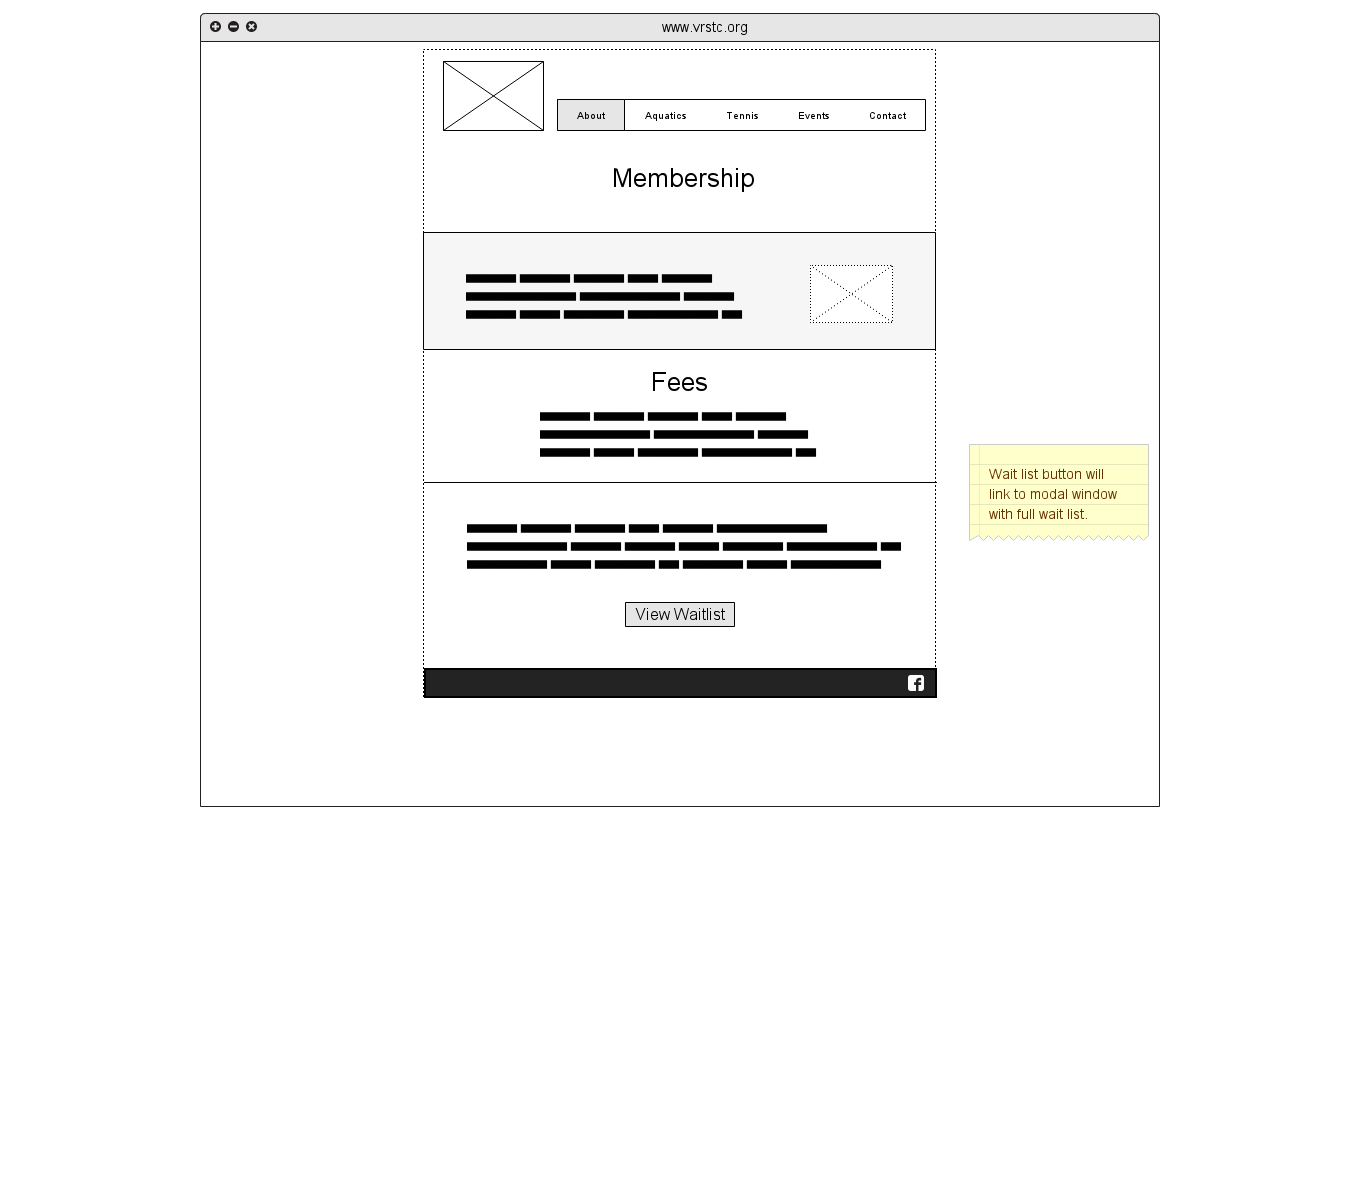 www.vrstc.org
About Aquatics Tennis Events Contact
Membership
Fees
Wait list button will
link to modal window
with full wait list.
View Waitlist